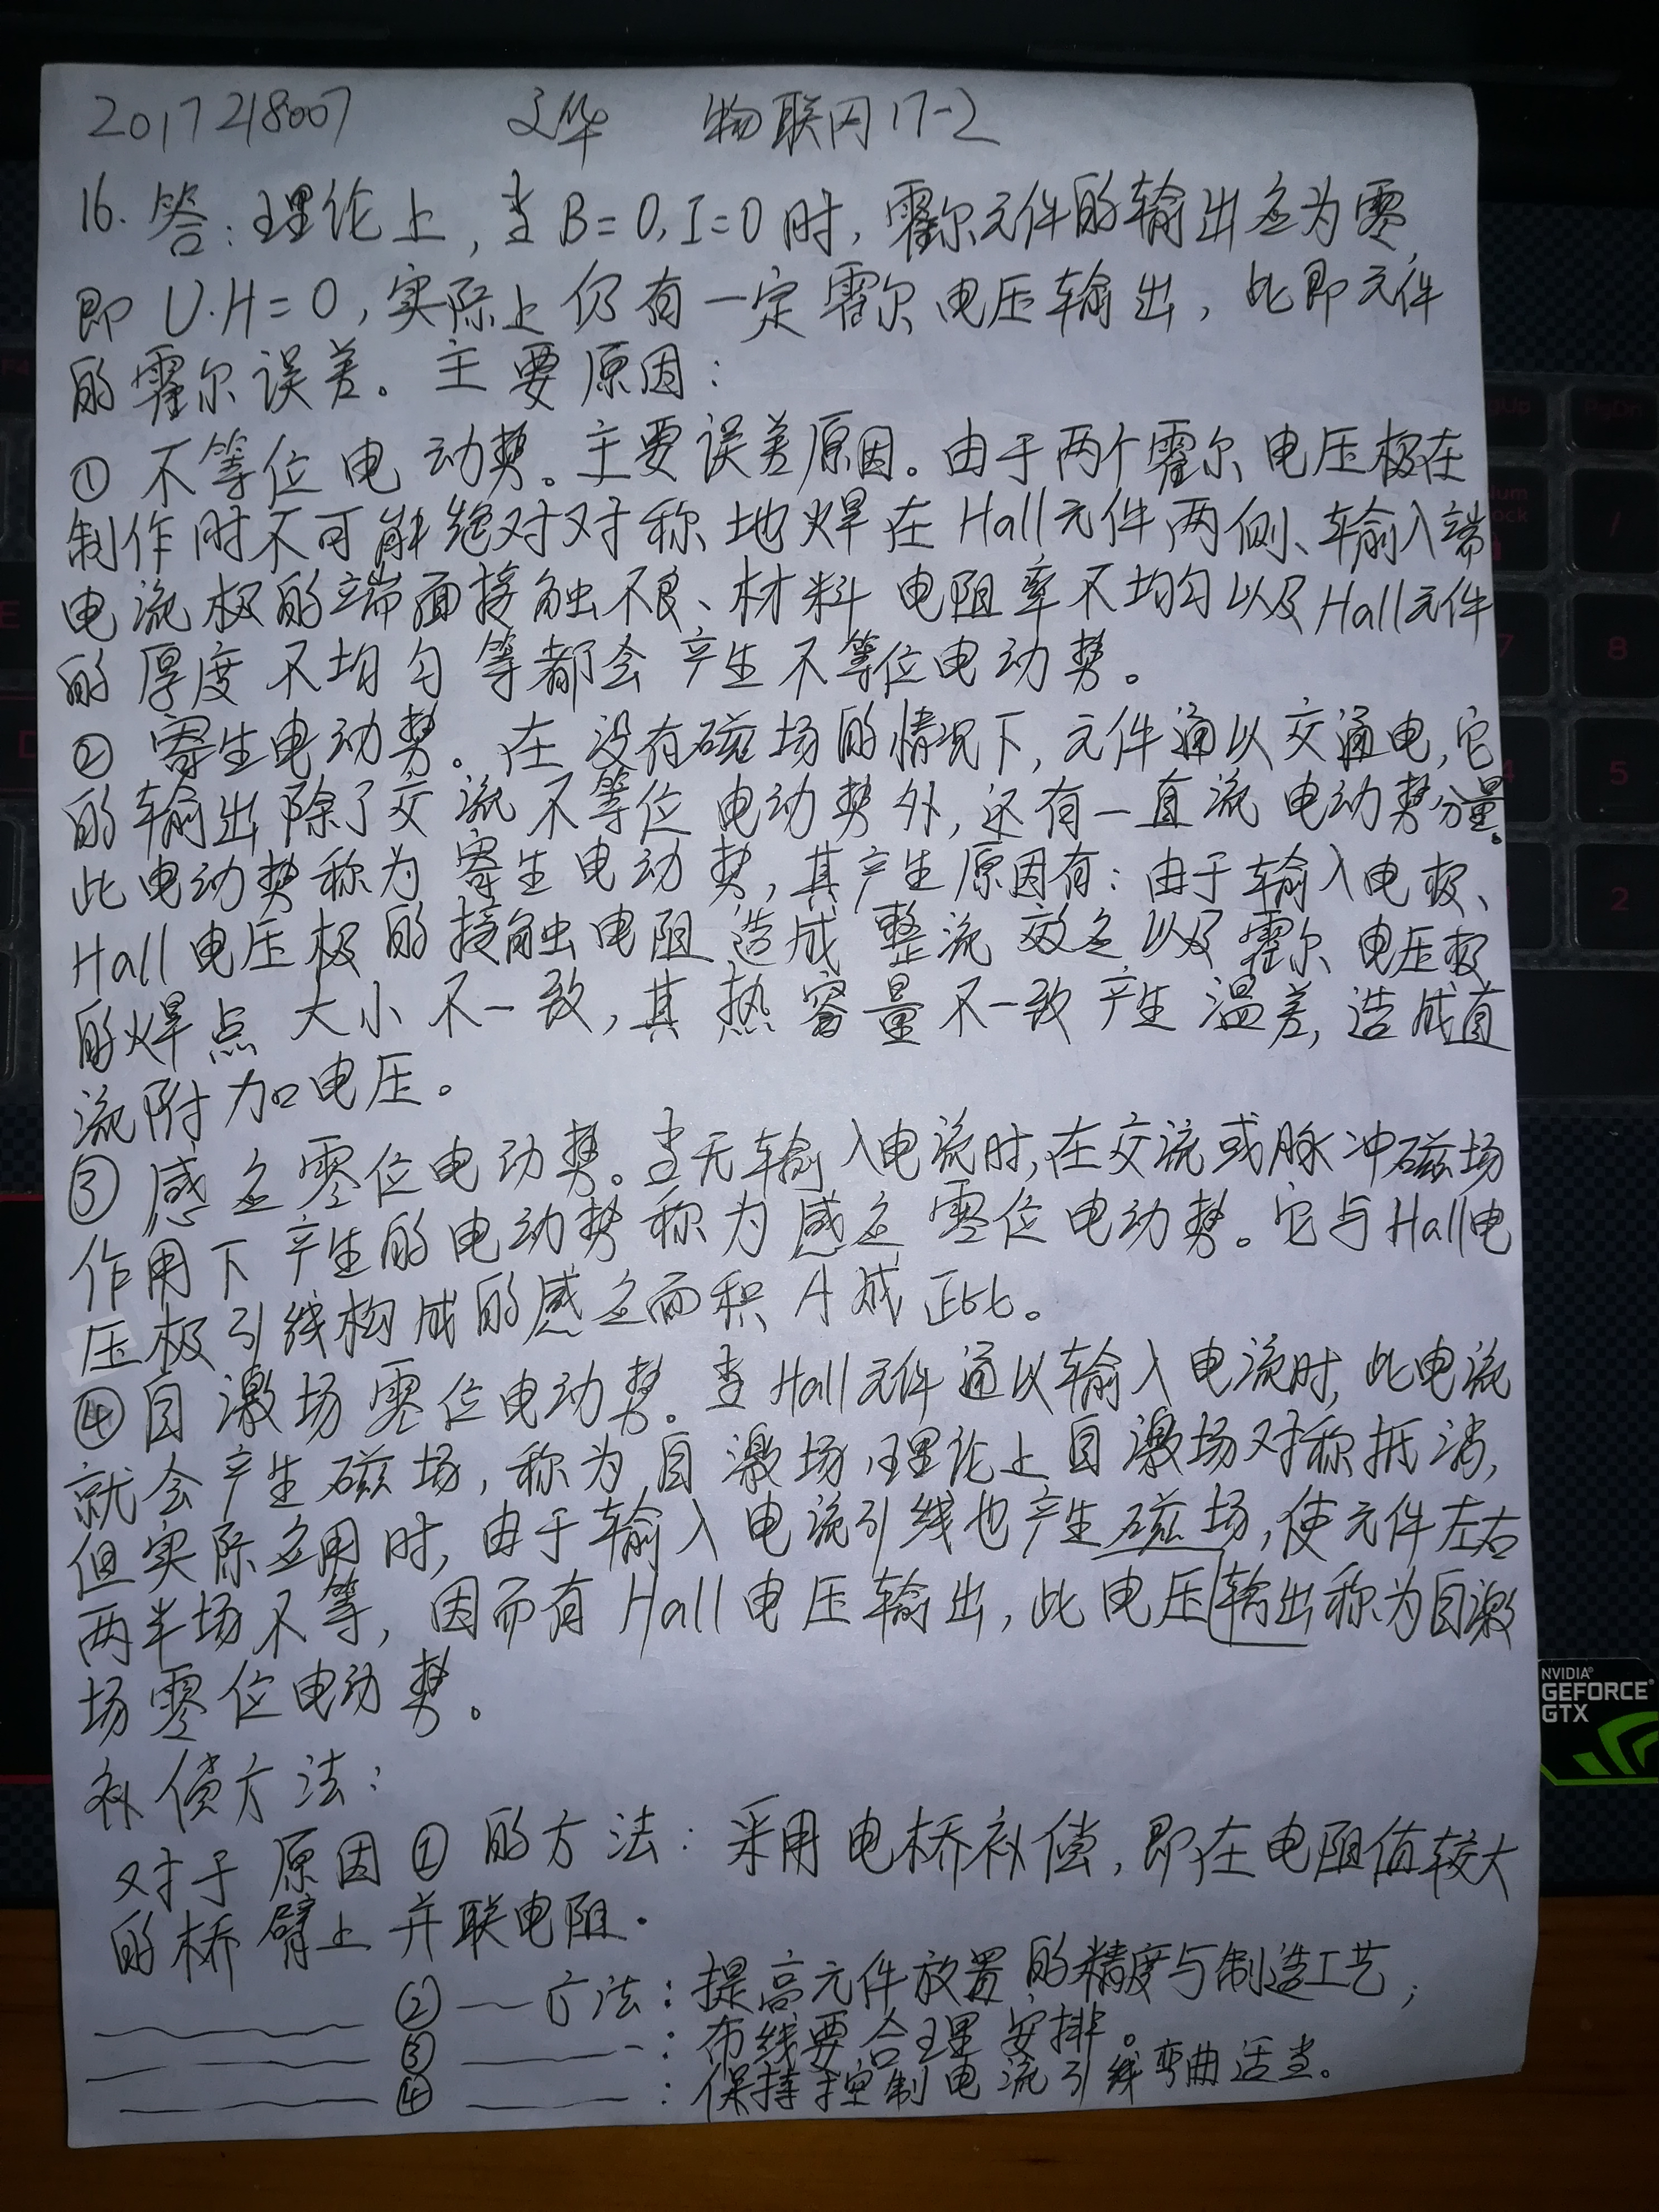 2017218007 文华 物联网17-2
16. 答:理论上,当B=0,I=0时,霍尔元件的输出应为零
即U.H=0,实际上仍有一定霍尔电压输出,此即元件
的霍尔误差。主要原因:
① 不等位电动势。主要误差原因。由于两个霍尔电压极在
制作时不可能绝对对称地焊在Hall元件两侧、输入端
电流极的端面接触不良、材料电阻率不均匀以及Hall元件
的厚度不均匀等都会产生不等位电动势。
② 寄生电动势。在没有磁场的情况下,元件通以交通电,它
的输出除了交流不等位电动势外,还有一直流电动势分量。
此电动势称为寄生电动势,其产生原因有:由于输入电极、
Hall电压极的接触电阻造成整流效应以及霍尔电压极
的焊点大小不一致,其热容量不一致产生温差,造成直
流附加电压。
③ 感应零位电动势。当无输入电流时,在交流或脉冲磁场
作用下产生的电动势称为感应零位电动势。它与Hall电
压极引线构成的感应面积A成正比。
④ 自激场零位电动势。当Hall元件通以输入电流时,此电流
就会产生磁场,称为自激场,理论上自激场对称抵消,
但实际应用时,由于输入电流引线也产生磁场,使元件左右
两半场不等,因而有Hall电压输出,此电压输出称为自激
场零位电动势。
补偿方法:
对于原因①的方法:采用电桥补偿,即在电阻值较大
的桥臂上并联电阻.
② 方法:提高元件放置的精度与制造工艺;
③ :布线要合理安排。
④ :保持控制电流引线弯曲适当。
gUp
PgDn
lum
ock
/
7
8
4
5
2
NVIDIA®
GEFORCE®
GTX